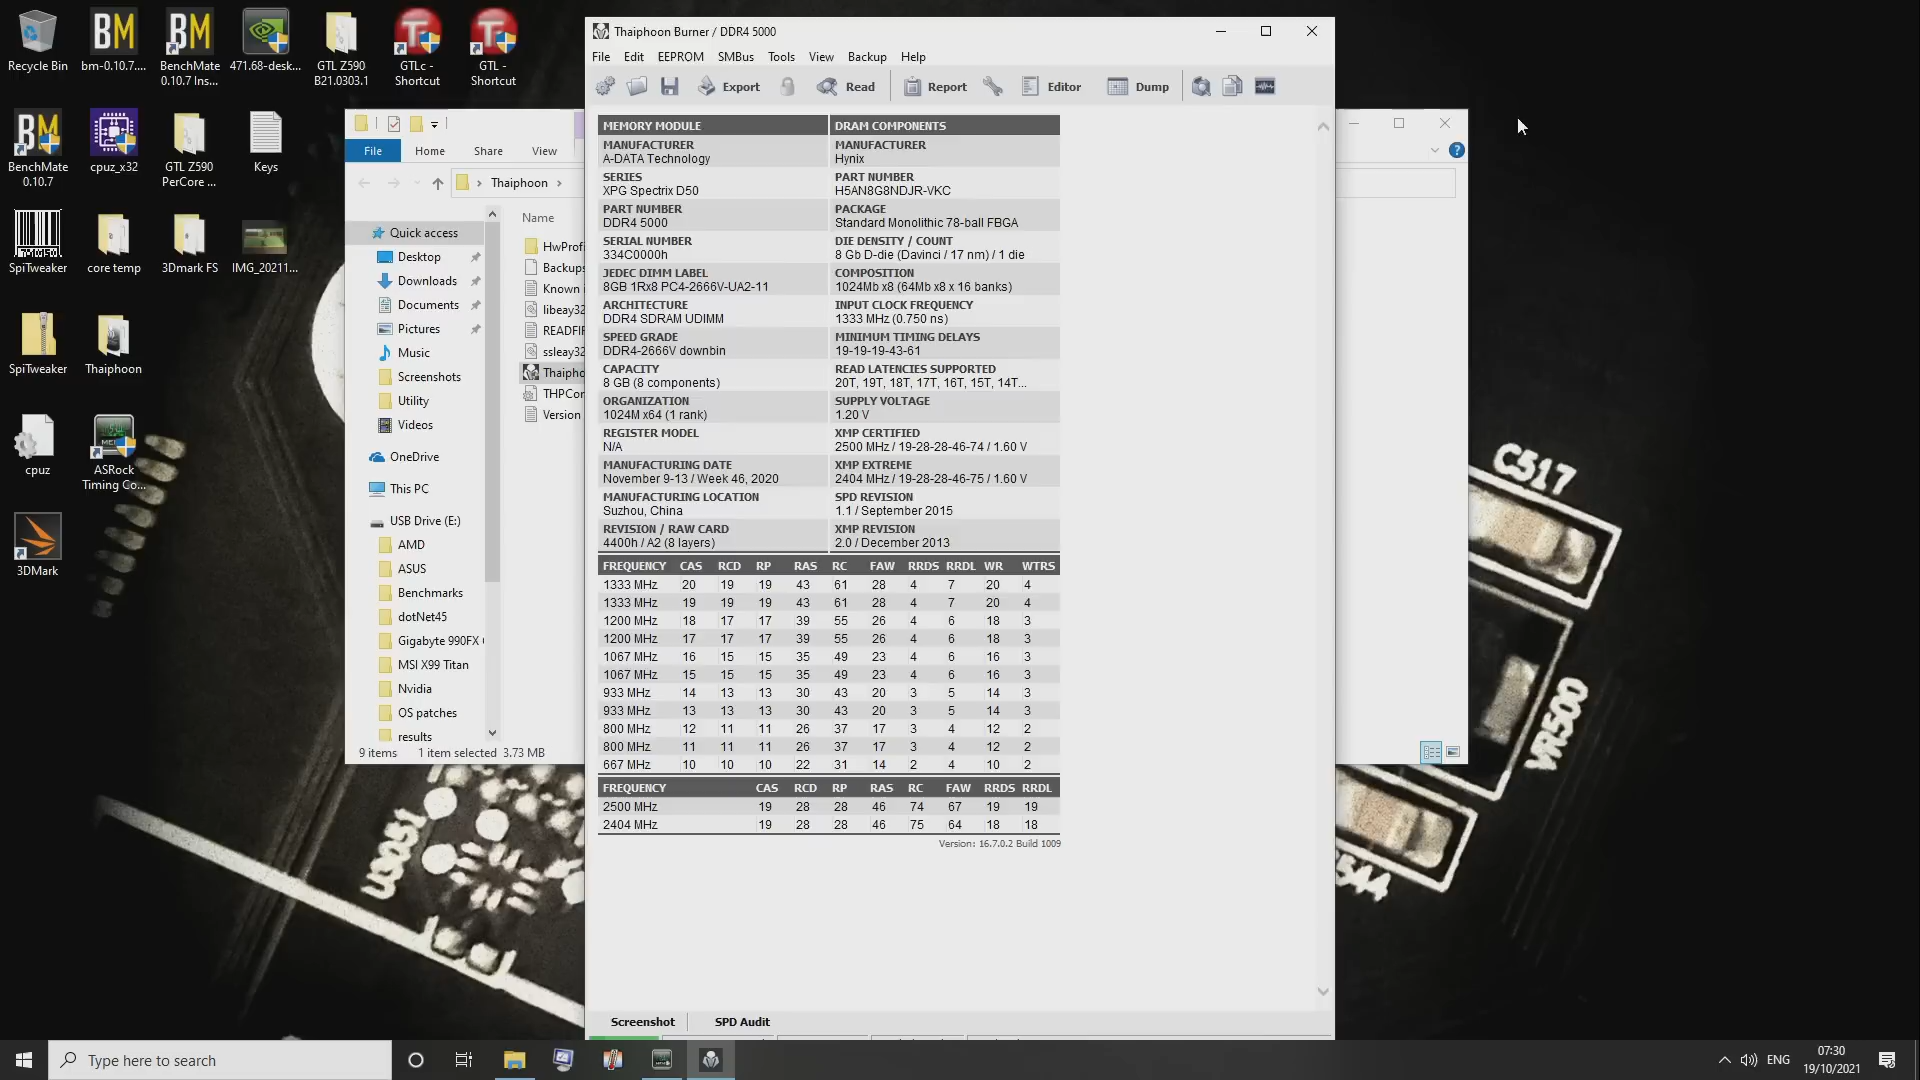 Recycle Bin
bm-0.10.7....
BenchMate
0.10.7 Ins...
471.68-desk...
GTL Z590
B21.0303.1
GTLc -
Shortcut
GTL -
Shortcut
BenchMate
0.10.7
cpuz_x32
GTL Z590
PerCore ...
Keys
SpiTweaker
core temp
3Dmark FS
IMG_20211...
SpiTweaker
Thaiphoon
cpuz
ASRock
Timing Co...
3DMark
File
Home
Share
View
Thaiphoon
Name
Quick access
Desktop
Downloads
Documents
Pictures
Music
Screenshots
Utility
Videos
OneDrive
This PC
USB Drive (E:)
AMD
ASUS
Benchmarks
dotNet45
Gigabyte 990FX
MSI X99 Titan
Nvidia
OS patches
results
HwProf
Backups
Known
libeay32
ssleay32
Thaipho
THPCor
Version
9 items 1 item selected 3.73 MB
Thaiphoon Burner / DDR4 5000
File Edit EEPROM SMBus Tools View Backup Help
Export Read Report Editor Dump
MEMORY MODULE DRAM COMPONENTS
MANUFACTURER MANUFACTURER
A-DATA Technology Hynix
SERIES PART NUMBER
XPG Spectrix D50 H5AN8G8NDJR-VKC
PART NUMBER PACKAGE
DDR4 5000 Standard Monolithic 78-ball FBGA
SERIAL NUMBER DIE DENSITY / COUNT
334C0000h 8 Gb D-die (Davinci / 17 nm) / 1 die
JEDEC DIMM LABEL COMPOSITION
8GB 1Rx8 PC4-2666V-UA2-11 1024Mb x8 (64Mb x8 x 16 banks)
ARCHITECTURE INPUT CLOCK FREQUENCY
DDR4 SDRAM UDIMM 1333 MHz (0.750 ns)
SPEED GRADE MINIMUM TIMING DELAYS
DDR4-2666V downbin 19-19-19-43-61
CAPACITY READ LATENCIES SUPPORTED
8 GB (8 components) 20T, 19T, 18T, 17T, 16T, 15T, 14T...
ORGANIZATION SUPPLY VOLTAGE
1024M x64 (1 rank) 1.20 V
REGISTER MODEL XMP CERTIFIED
N/A 2500 MHz / 19-28-28-46-74 / 1.60 V
MANUFACTURING DATE XMP EXTREME
November 9-13 / Week 46, 2020 2404 MHz / 19-28-28-46-75 / 1.60 V
MANUFACTURING LOCATION SPD REVISION
Suzhou, China 1.1 / September 2015
REVISION / RAW CARD XMP REVISION
4400h / A2 (8 layers) 2.0 / December 2013
FREQUENCY CAS RCD RP RAS RC FAW RRDS RRDL WR WTRS
1333 MHz 20 19 19 43 61 28 4 7 20 4
1333 MHz 19 19 19 43 61 28 4 7 20 4
1200 MHz 18 17 17 39 55 26 4 6 18 3
1200 MHz 17 17 17 39 55 26 4 6 18 3
1067 MHz 16 15 15 35 49 23 4 6 16 3
1067 MHz 15 15 15 35 49 23 4 6 16 3
933 MHz 14 13 13 30 43 20 3 5 14 3
933 MHz 13 13 13 30 43 20 3 5 14 3
800 MHz 12 11 11 26 37 17 3 4 12 2
800 MHz 11 11 11 26 37 17 3 4 12 2
667 MHz 10 10 10 22 31 14 2 4 10 2
FREQUENCY CAS RCD RP RAS RC FAW RRDS RRDL
2500 MHz 19 28 28 46 74 67 19 19
2404 MHz 19 28 28 46 75 64 18 18
Version: 16.7.0.2 Build 1009
Screenshot SPD Audit
C517
VR500
U9051
544
Type here to search
ENG
07:30
19/10/2021